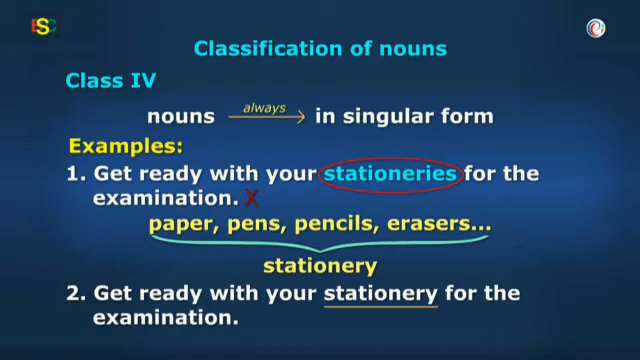 ESC
Classification of nouns
Class IV
nouns always in singular form
Examples:
1. Get ready with your stationeries for the
examination. X
paper, pens, pencils, erasers...
stationery
2. Get ready with your stationery for the
examination.